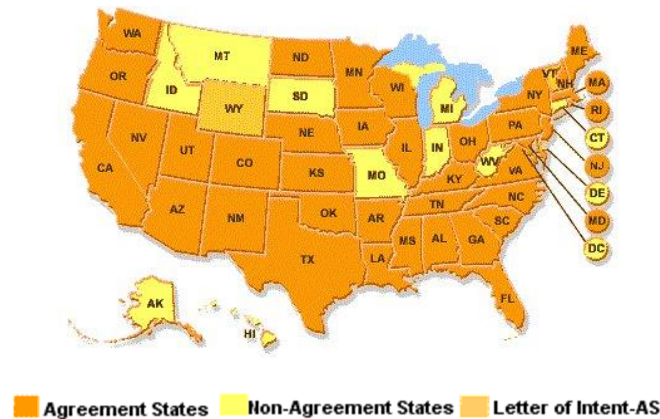 WA
ME
MT
ND
VT
MN
NH
MA
OR
ID
SD
WI
NY
RI
WY
MI
CT
IA
PA
NE
NJ
NV
IL
IN
OH
DE
UT
CO
WV
VA
MD
CA
KS
MO
KY
NC
DC
TN
AZ
NM
OK
AR
SC
MS
AL
GA
TX
LA
AK
FL
HI
Agreement States Non-Agreement States Letter of Intent-AS